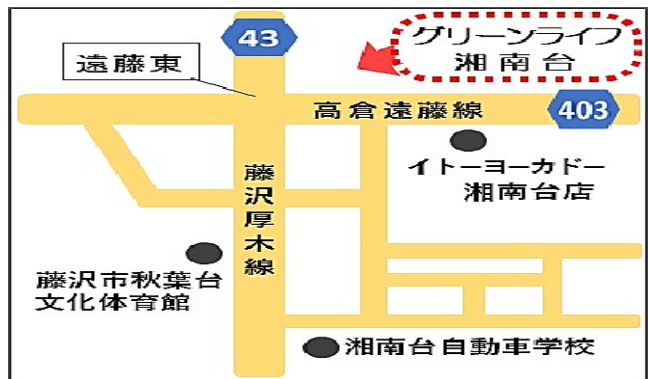 43
グリーンライフ
湘南台
遠藤東
高倉遠藤線
403
イトーヨーカドー
湘南台店
藤沢厚木線
藤沢市秋葉台
文化体育館
湘南台自動車学校